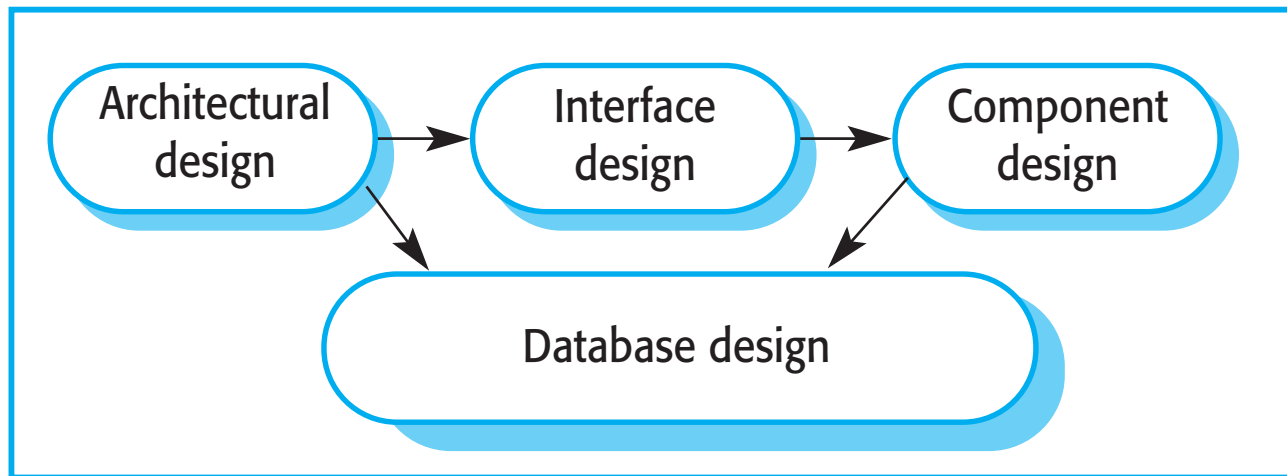 Architectural
design
Interface
design
Component
design
Database design